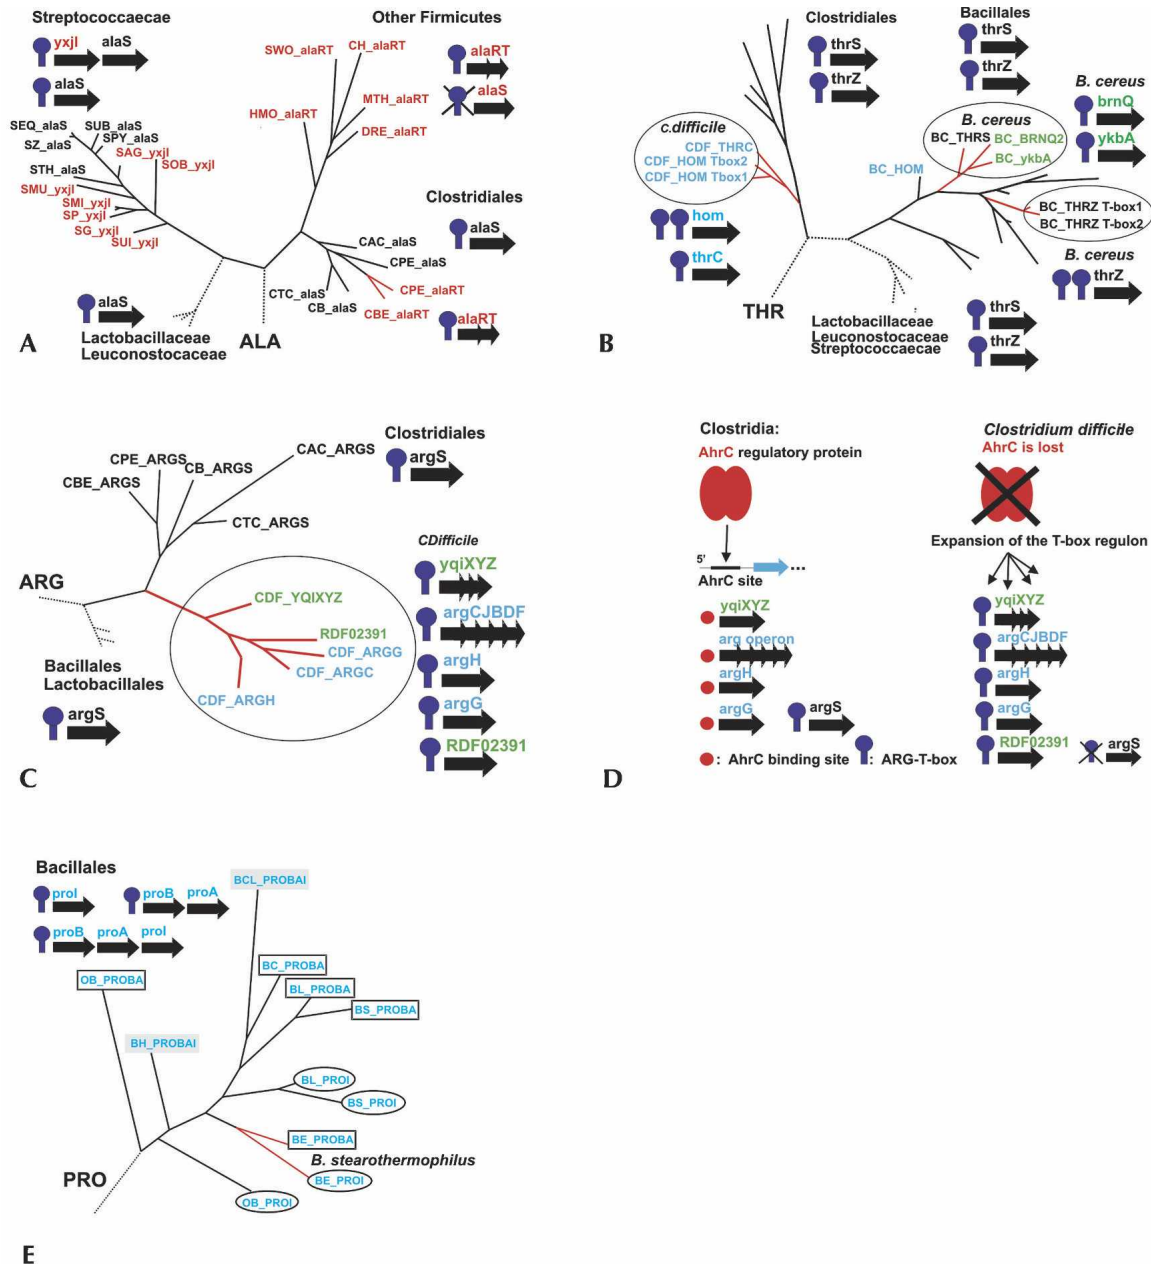 Streptococcaceae
yxjI alaS
alaS
SEQ_alaS
SUB_alaS
SPY_alaS
SZ_alaS
SAG_yxjI
SOB_yxjI
STH_alaS
SMU_yxjI
SMI_yxjI
SP_yxjI
SG_yxjI
SUI_yxjI
alaS
Lactobacillaceae
Leuconostocaceae
Other Firmicutes
SWO_alaRT
CH_alaRT
alaRT
alaS
HMO_alaRT
MTH_alaRT
DRE_alaRT
Clostridiales
alaS
CAC_alaS
CPE_alaS
CTC_alaS
CB_alaS
CPE_alaRT
CBE_alaRT
alaRT
ALA
A
Clostridiales
thrS
thrZ
Bacillales
thrS
thrZ
B. cereus
brnQ
ykbA
c.difficile
CDF_THRC
CDF_HOM Tbox2
CDF_HOM Tbox1
hom
thrC
B. cereus
BC_THRS
BC_BRNQ2
BC_ykbA
BC_HOM
BC_THRZ T-box1
BC_THRZ T-box2
B. cereus
thrZ
THR
Lactobacillaceae
Leuconostocaceae
Streptococcaecae
thrS
thrZ
B
Clostridiales
argS
CPE_ARGS
CB_ARGS
CAC_ARGS
CBE_ARGS
CTC_ARGS
ARG
CDifficile
yqiXYZ
argCJBDF
argH
argG
RDF02391
CDF_YQIXYZ
RDF02391
CDF_ARGG
CDF_ARGC
CDF_ARGH
Bacillales
Lactobacillales
argS
C
Clostridia:
AhrC regulatory protein
5'
...
AhrC site
yqiXYZ
arg operon
argH
argG
argS
: AhrC binding site
: ARG-T-box
Clostridium difficile
AhrC is lost
Expansion of the T-box regulon
yqiXYZ
argCJBDF
argH
argG
RDF02391
argS
D
Bacillales
proI
proB proA
proB proA proI
BCL_PROBAI
OB_PROBA
BC_PROBA
BL_PROBA
BS_PROBA
BH_PROBAI
BL_PROI
BS_PROI
BE_PROBA
B. stearothermophilus
BE_PROI
OB_PROI
PRO
E